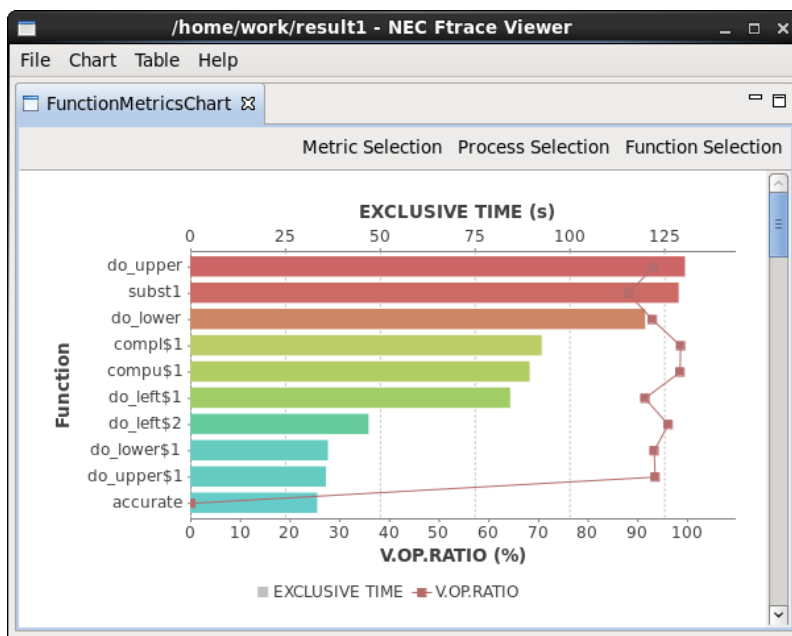 /home/work/result1 - NEC Ftrace Viewer
File Chart Table Help
FunctionMetricsChart
Metric Selection Process Selection Function Selection
EXCLUSIVE TIME (s)
0 25 50 75 100 125
Function
do_upper
subst1
do_lower
compl$1
compu$1
do_left$1
do_left$2
do_lower$1
do_upper$1
accurate
0 10 20 30 40 50 60 70 80 90 100
V.OP.RATIO (%)
EXCLUSIVE TIME V.OP.RATIO